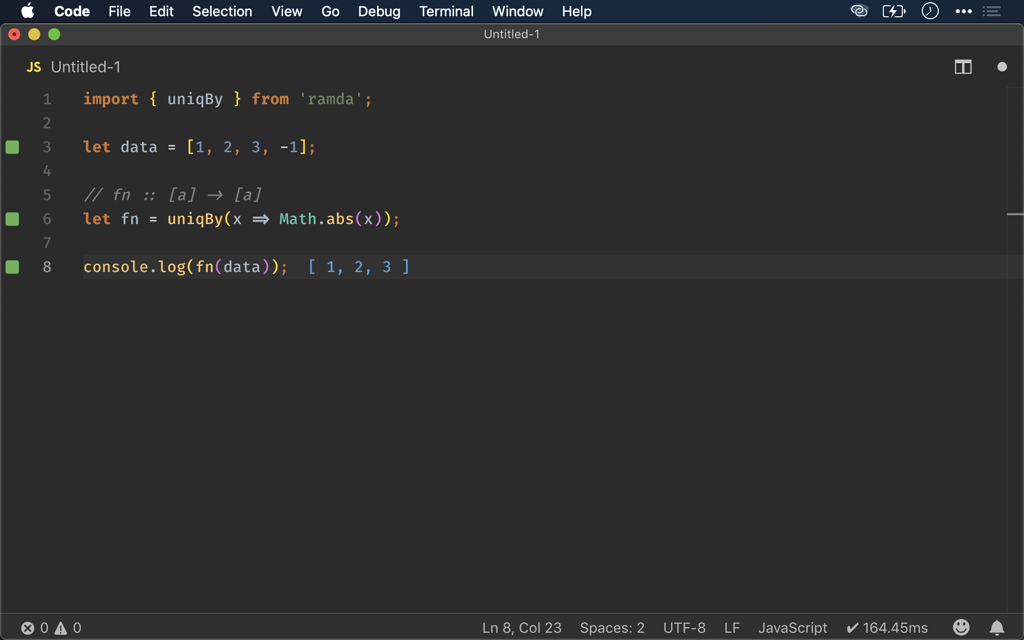 Code File Edit Selection View Go Debug Terminal Window Help
Untitled-1
JS Untitled-1
1 import { uniqBy } from 'ramda';
2
3 let data = [1, 2, 3, -1];
4
5 // fn :: [a] → [a]
6 let fn = uniqBy(x ⇒ Math.abs(x));
7
8 console.log(fn(data)); [ 1, 2, 3 ]
0 0 Ln 8, Col 23 Spaces: 2 UTF-8 LF JavaScript ✔ 164.45ms